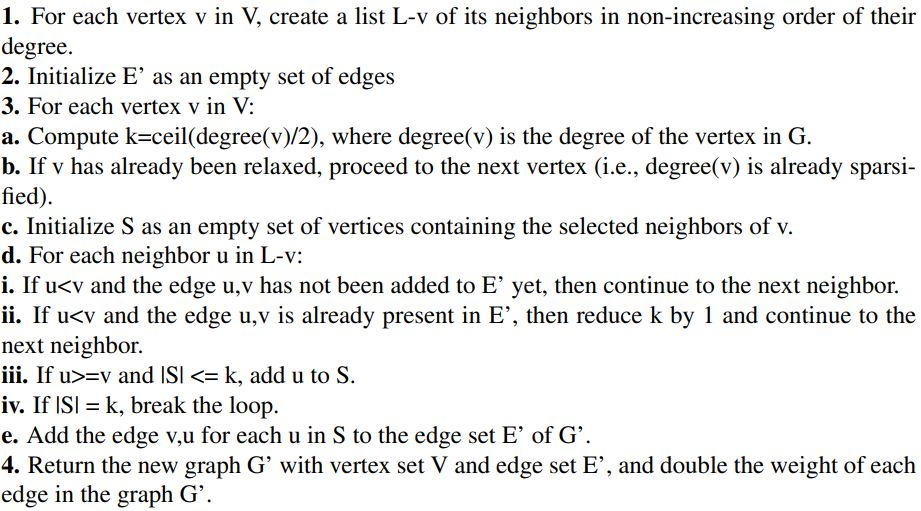 1. For each vertex v in V, create a list L-v of its neighbors in non-increasing order of their
degree.
2. Initialize E’ as an empty set of edges
3. For each vertex v in V:
a. Compute k=ceil(degree(v)/2), where degree(v) is the degree of the vertex in G.
b. If v has already been relaxed, proceed to the next vertex (i.e., degree(v) is already sparsi-
fied).
c. Initialize S as an empty set of vertices containing the selected neighbors of v.
d. For each neighbor u in L-v:
i. If u<v and the edge u,v has not been added to E’ yet, then continue to the next neighbor.
ii. If u<v and the edge u,v is already present in E’, then reduce k by 1 and continue to the
next neighbor.
iii. If u>=v and |S| <= k, add u to S.
iv. If |S| = k, break the loop.
e. Add the edge v,u for each u in S to the edge set E’ of G’.
4. Return the new graph G’ with vertex set V and edge set E’, and double the weight of each
edge in the graph G’.